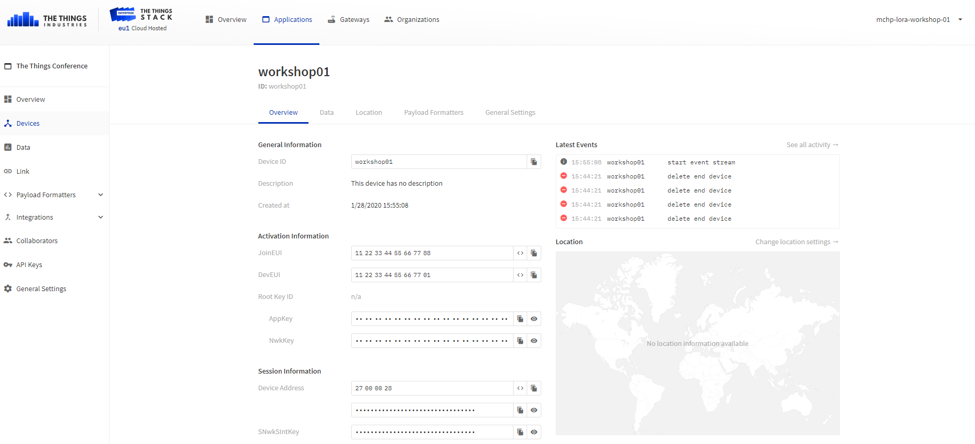 THE THINGS INDUSTRIES
THE THINGS STACK
eu1 Cloud Hosted
Overview
Applications
Gateways
Organizations
mchp-lora-workshop-01
The Things Conference
Overview
Devices
Data
Link
Payload Formatters
Integrations
Collaborators
API Keys
General Settings
workshop01
ID: workshop01
Overview Data Location Payload Formatters General Settings
General Information
Device ID workshop01
Description This device has no description
Created at 1/28/2020 15:55:08
Activation Information
JoinEUI 11 22 33 44 55 66 77 88
DevEUI 11 22 33 44 55 66 77 01
Root Key ID n/a
AppKey
NwkKey
Session Information
Device Address 27 00 00 28
SNwkSIntKey
Latest Events See all activity →
15:55:08 workshop01 start event stream
15:44:21 workshop01 delete end device
15:44:21 workshop01 delete end device
15:44:21 workshop01 delete end device
15:44:21 workshop01 delete end device
Location Change location settings →
No location information available